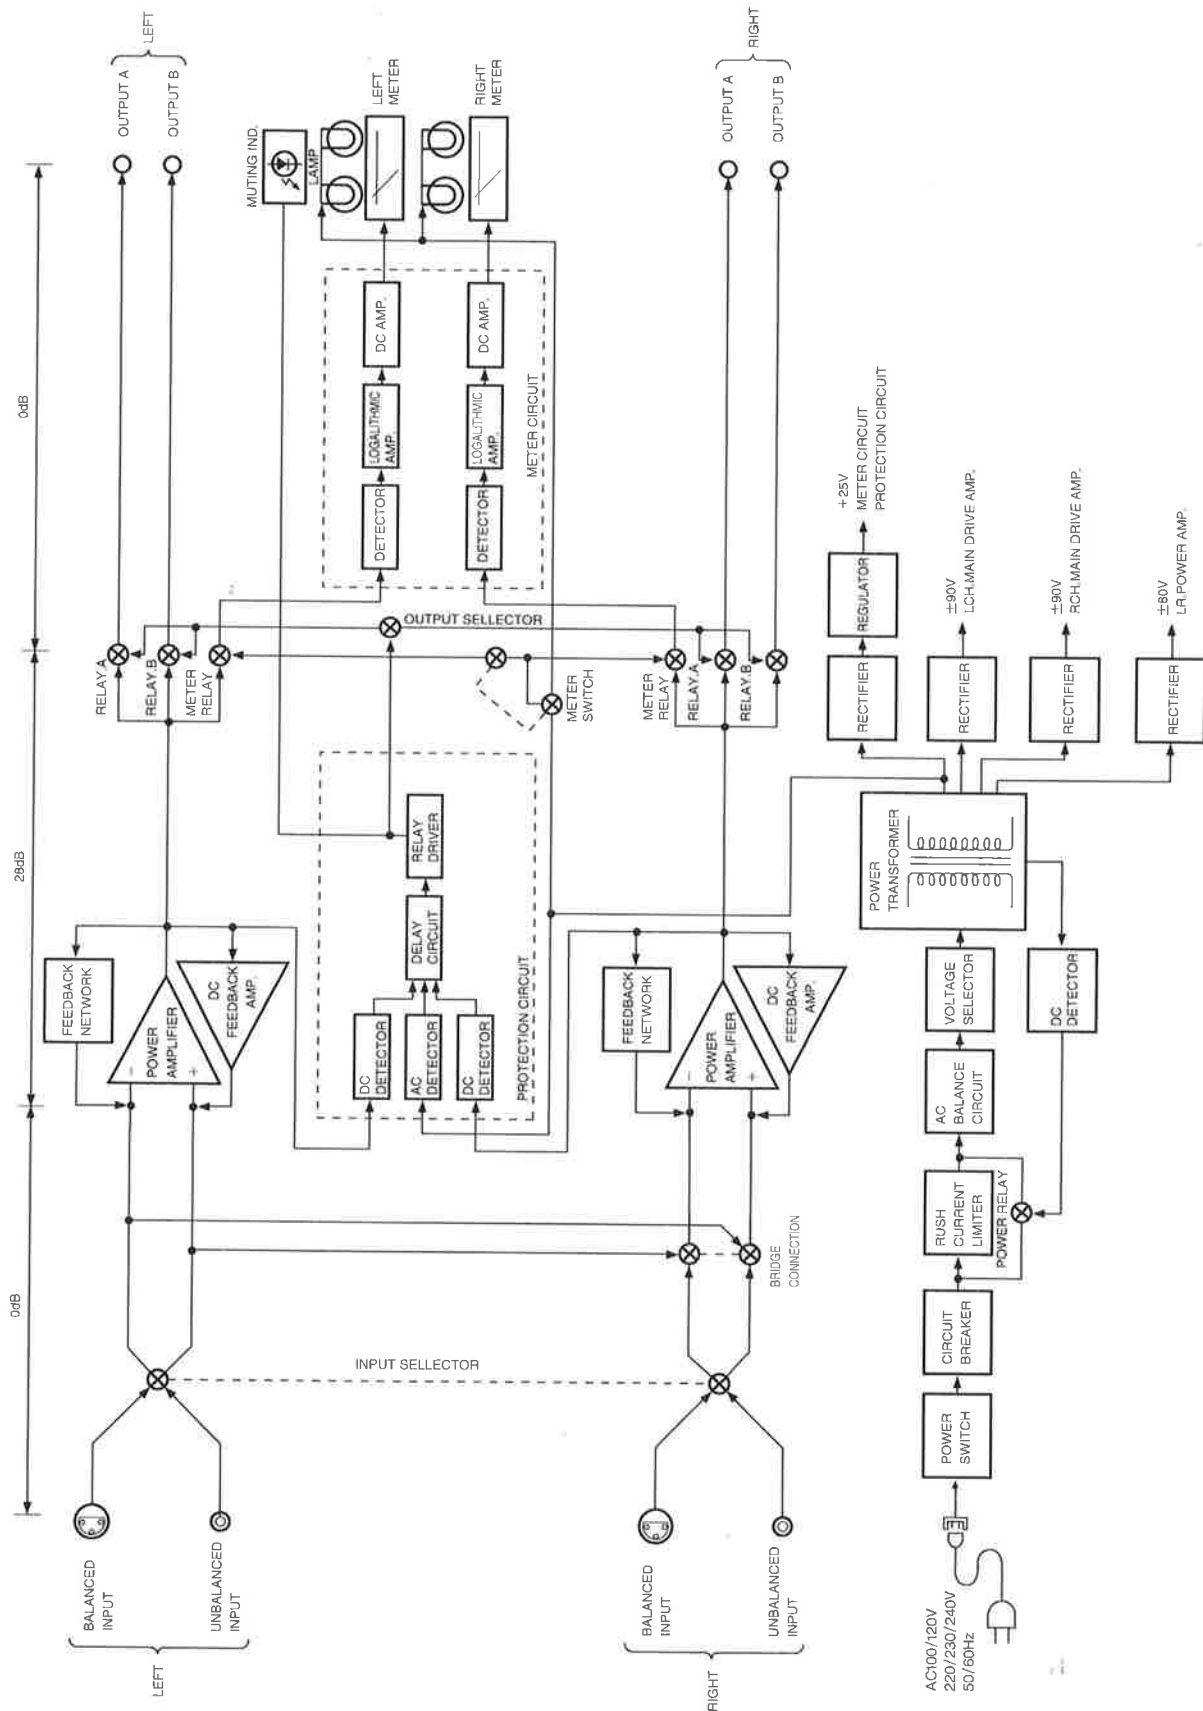 0dB
28dB
0dB
LEFT
BALANCED
INPUT
UNBALANCED
INPUT
INPUT SELLECTOR
FEEDBACK
NETWORK
POWER
AMPLIFIER
−
+
DC
FEEDBACK
AMP.
RELAY.A
RELAY.B
METER
RELAY
OUTPUT A
OUTPUT B
LEFT
MUTING IND.
LAMP
LEFT
METER
RIGHT
METER
DC
DETECTOR
AC
DETECTOR
DC
DETECTOR
DELAY
CIRCUIT
RELAY
DRIVER
PROTECTION CIRCUIT
OUTPUT SELLECTOR
METER
SWITCH
DETECTOR
LOGALITHMIC
AMP.
DC AMP.
DETECTOR
LOGALITHMIC
AMP.
DC AMP.
METER CIRCUIT
RIGHT
BALANCED
INPUT
UNBALANCED
INPUT
BRIDGE
CONNECTION
FEEDBACK
NETWORK
POWER
AMPLIFIER
−
+
DC
FEEDBACK
AMP.
METER
RELAY
RELAY.A
RELAY.B
OUTPUT A
OUTPUT B
RIGHT
AC100/120V
220/230/240V
50/60Hz
POWER
SWITCH
CIRCUIT
BREAKER
RUSH
CURRENT
LIMITER
POWER RELAY
AC
BALANCE
CIRCUIT
VOLTAGE
SELECTOR
DC
DETECTOR
POWER
TRANSFORMER
RECTIFIER
REGULATOR
+25V
METER CIRCUIT
PROTECTION CIRCUIT
RECTIFIER
±90V
LCH.MAIN DRIVE AMP.
RECTIFIER
±90V
RCH.MAIN DRIVE AMP.
RECTIFIER
±80V
LR.POWER AMP.